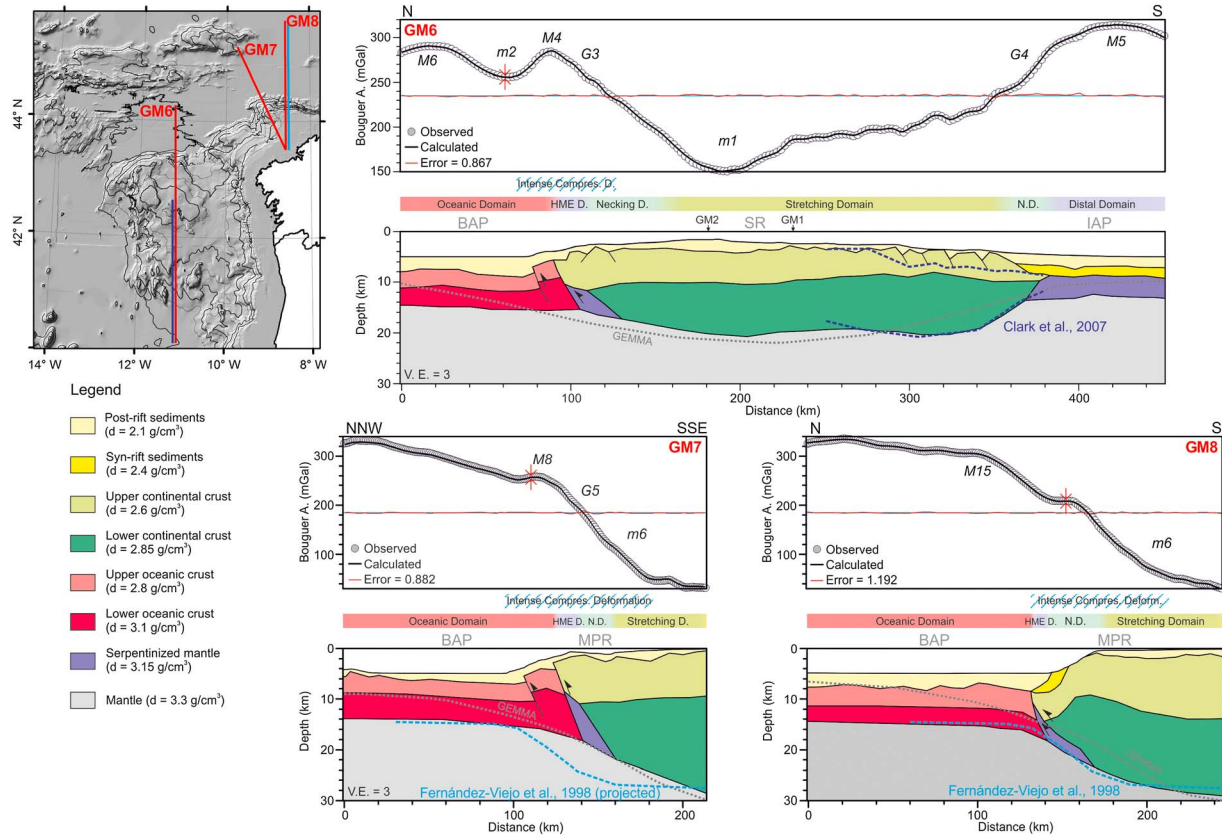 GM8
GM7
GM6
44° N
42° N
14° W
12° W
10° W
8° W
Legend
Post-rift sediments
(d = 2.1 g/cm³)
Syn-rift sediments
(d = 2.4 g/cm³)
Upper continental crust
(d = 2.6 g/cm³)
Lower continental crust
(d = 2.85 g/cm³)
Upper oceanic crust
(d = 2.8 g/cm³)
Lower oceanic crust
(d = 3.1 g/cm³)
Serpentinized mantle
(d = 3.15 g/cm³)
Mantle (d = 3.3 g/cm³)
N
S
GM6
Bouguer A. (mGal)
300
250
200
150
M6
m2
M4
G3
m1
G4
M5
Observed
Calculated
Error = 0.867
Intense Compres. D.
Oceanic Domain
HME D.
Necking D.
Stretching Domain
N.D.
Distal Domain
BAP
GM2
SR
GM1
IAP
Depth (km)
0
10
20
30
GEMMA
Clark et al., 2007
V. E. = 3
0
100
200
300
400
Distance (km)
NNW
SSE
GM7
Bouguer A. (mGal)
300
200
100
M8
G5
m6
Observed
Calculated
Error = 0.882
Intense Compres. Deformation
Oceanic Domain
HME D.
N.D.
Stretching D.
BAP
MPR
Depth (km)
0
10
20
30
GEMMA
Fernández-Viejo et al., 1998 (projected)
V.E. = 3
0
100
200
Distance (km)
N
S
GM8
Bouguer A. (mGal)
300
200
100
M15
m6
Observed
Calculated
Error = 1.192
Intense Compres. Deform.
Oceanic Domain
HME D.
N.D.
Stretching Domain
BAP
MPR
Depth (km)
0
10
20
30
Fernández-Viejo et al., 1998
0
100
200
Distance (km)